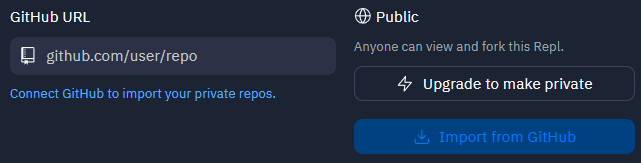 GitHub URL
github.com/user/repo
Connect GitHub to import your private repos.
Public
Anyone can view and fork this Repl.
Upgrade to make private
Import from GitHub